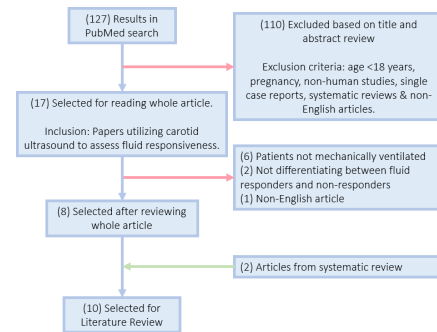 (127) Results in
PubMed search
(110) Excluded based on title and
abstract review
Exclusion criteria: age <18 years,
pregnancy, non-human studies, single
case reports, systematic reviews & non-
English articles.
(17) Selected for reading whole article.
Inclusion: Papers utilizing carotid
ultrasound to assess fluid responsiveness.
(6) Patients not mechanically ventilated
(2) Not differentiating between fluid
responders and non-responders
(1) Non-English article
(8) Selected after reviewing
whole article
(2) Articles from systematic review
(10) Selected for
Literature Review